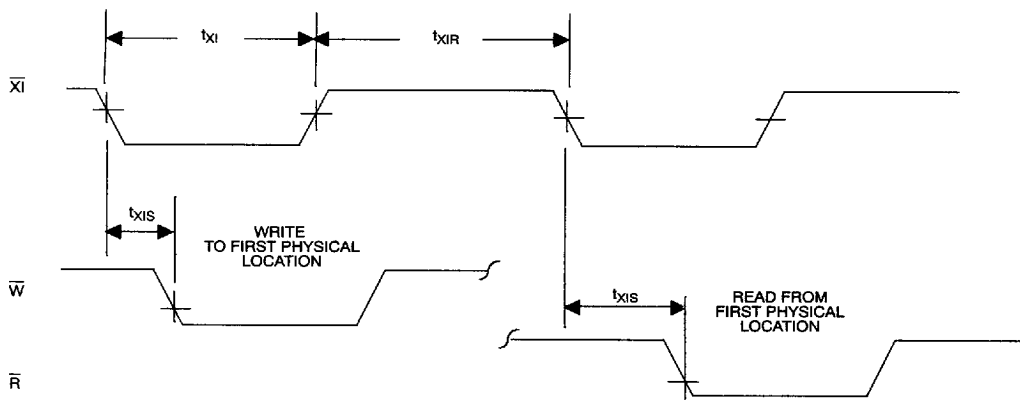 tXI
tXIR
XI
tXIS
WRITE
TO FIRST PHYSICAL
LOCATION
W
tXIS
READ FROM
FIRST PHYSICAL
LOCATION
R